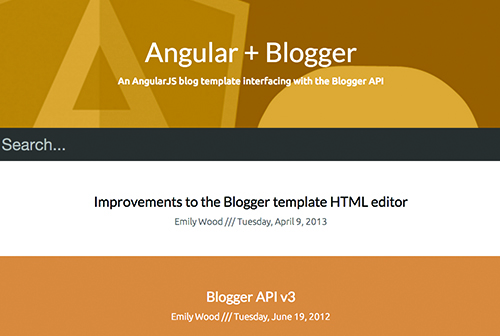 Angular + Blogger
An AngularJS blog template interfacing with the Blogger API
Search...
Improvements to the Blogger template HTML editor
Emily Wood /// Tuesday, April 9, 2013
Blogger API v3
Emily Wood /// Tuesday, June 19, 2012